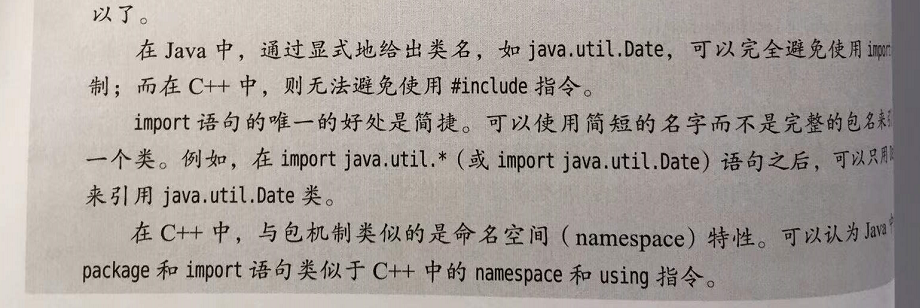 以了。
在 Java 中，通过显式地给出类名，如 java.util.Date，可以完全避免使用 import
制；而在 C++ 中，则无法避免使用 #include 指令。
import 语句的唯一的好处是简捷。可以使用简短的名字而不是完整的包名来
一个类。例如，在 import java.util.*（或 import java.util.Date）语句之后，可以只用
来引用 java.util.Date 类。
在 C++ 中，与包机制类似的是命名空间（namespace）特性。可以认为 Java
package 和 import 语句类似于 C++ 中的 namespace 和 using 指令。